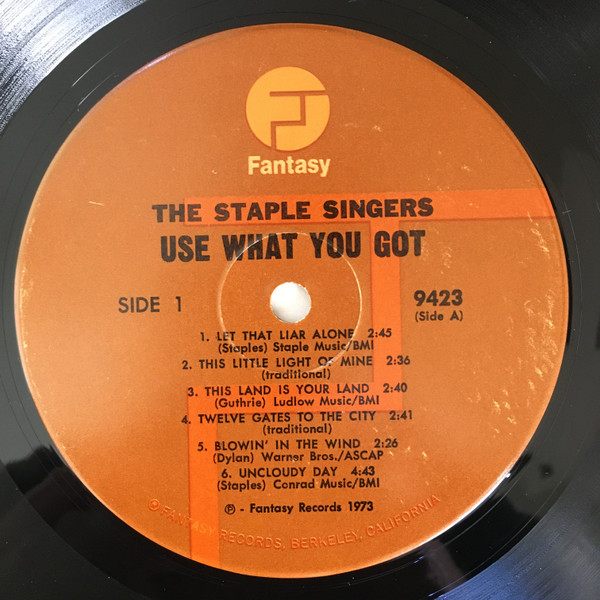 Fantasy
THE STAPLE SINGERS
USE WHAT YOU GOT
SIDE 1
9423
(Side A)
1. LET THAT LIAR ALONE 2:45
(Staples) Staple Music/BMI
2. THIS LITTLE LIGHT OF MINE 2:36
(traditional)
3. THIS LAND IS YOUR LAND 2:40
(Guthrie) Ludlow Music/BMI
4. TWELVE GATES TO THE CITY 2:41
(traditional)
5. BLOWIN' IN THE WIND 2:26
(Dylan) Warner Bros./ASCAP
6. UNCLOUDY DAY 4:43
(Staples) Conrad Music/BMI
℗ - Fantasy Records 1973
© FANTASY RECORDS, BERKELEY, CALIFORNIA